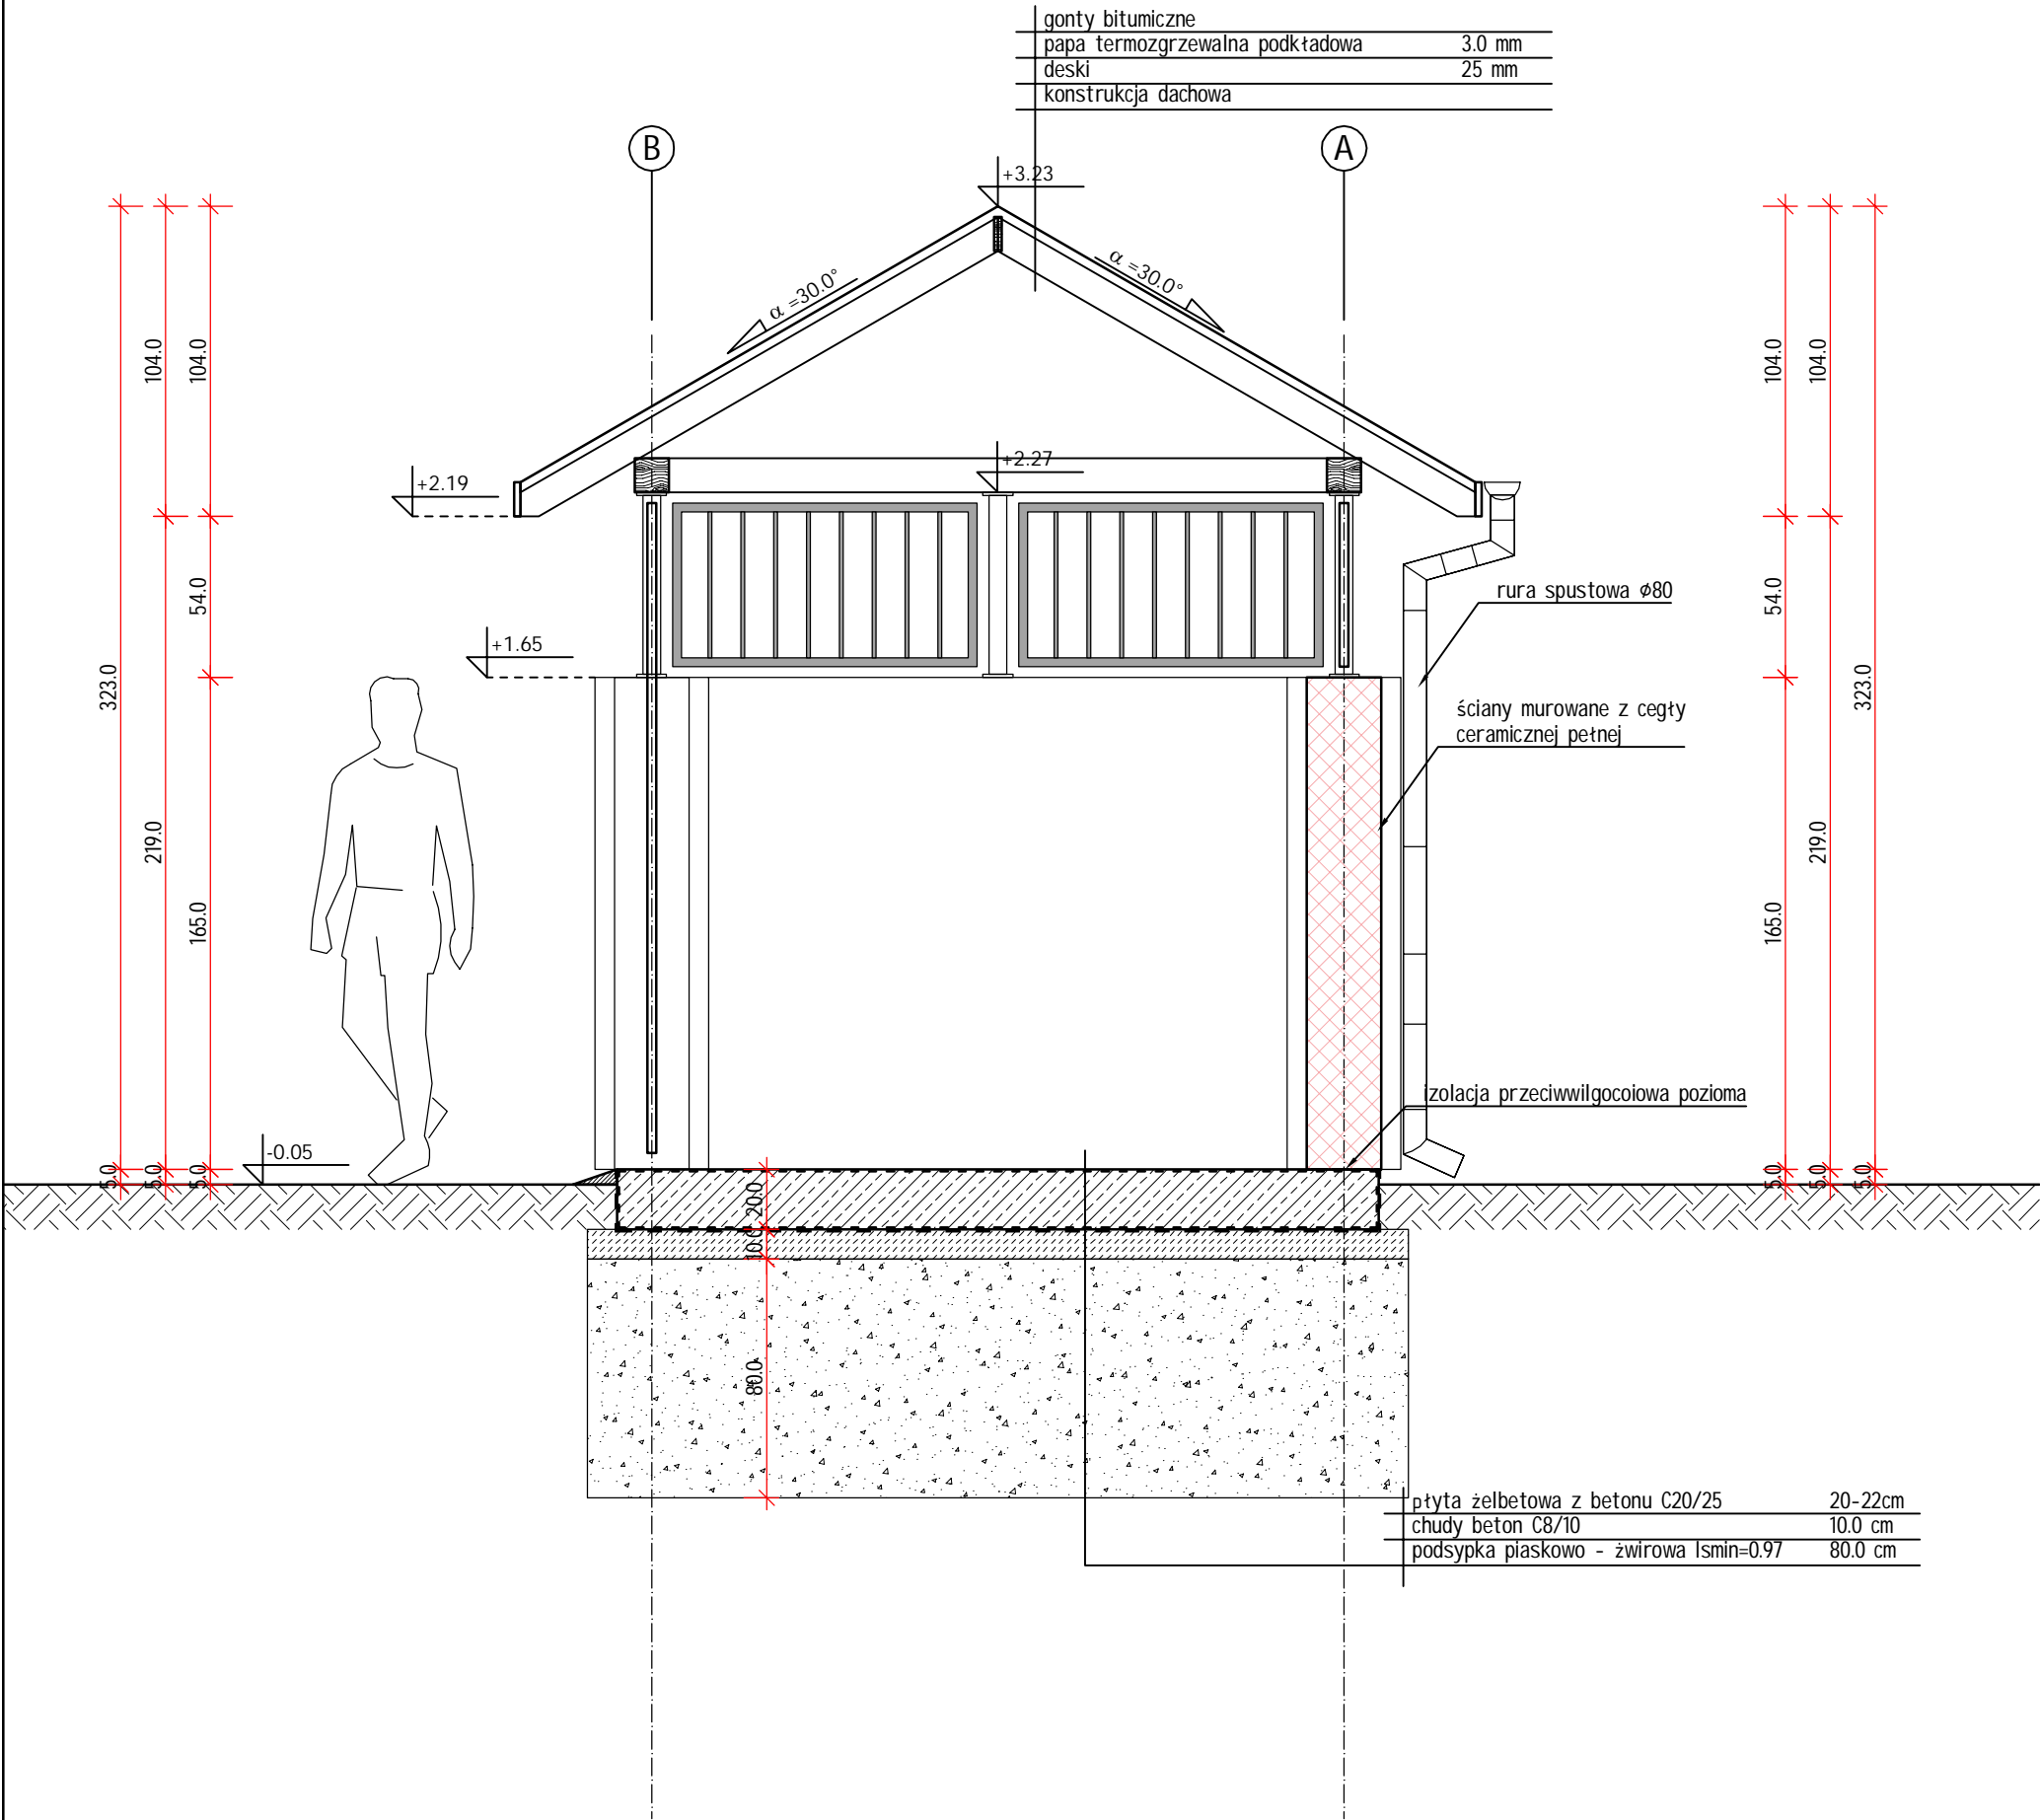 gonty bitumiczne
papa termozgrzewalna podkładowa 3.0 mm
deski 25 mm
konstrukcja dachowa
B
A
+3.23
α =30.0°
α =30.0°
104.0
104.0
104.0
104.0
+2.27
+2.19
54.0
54.0
rura spustowa ø80
+1.65
323.0
323.0
ściany murowane z cegły
ceramicznej pełnej
219.0
219.0
165.0
165.0
izolacja przeciwwilgocoiowa pozioma
-0.05
5.0
5.0
5.0
5.0
5.0
5.0
20.0
10.0
80.0
płyta żelbetowa z betonu C20/25 20-22cm
chudy beton C8/10 10.0 cm
podsypka piaskowo - żwirowa Ismin=0.97 80.0 cm